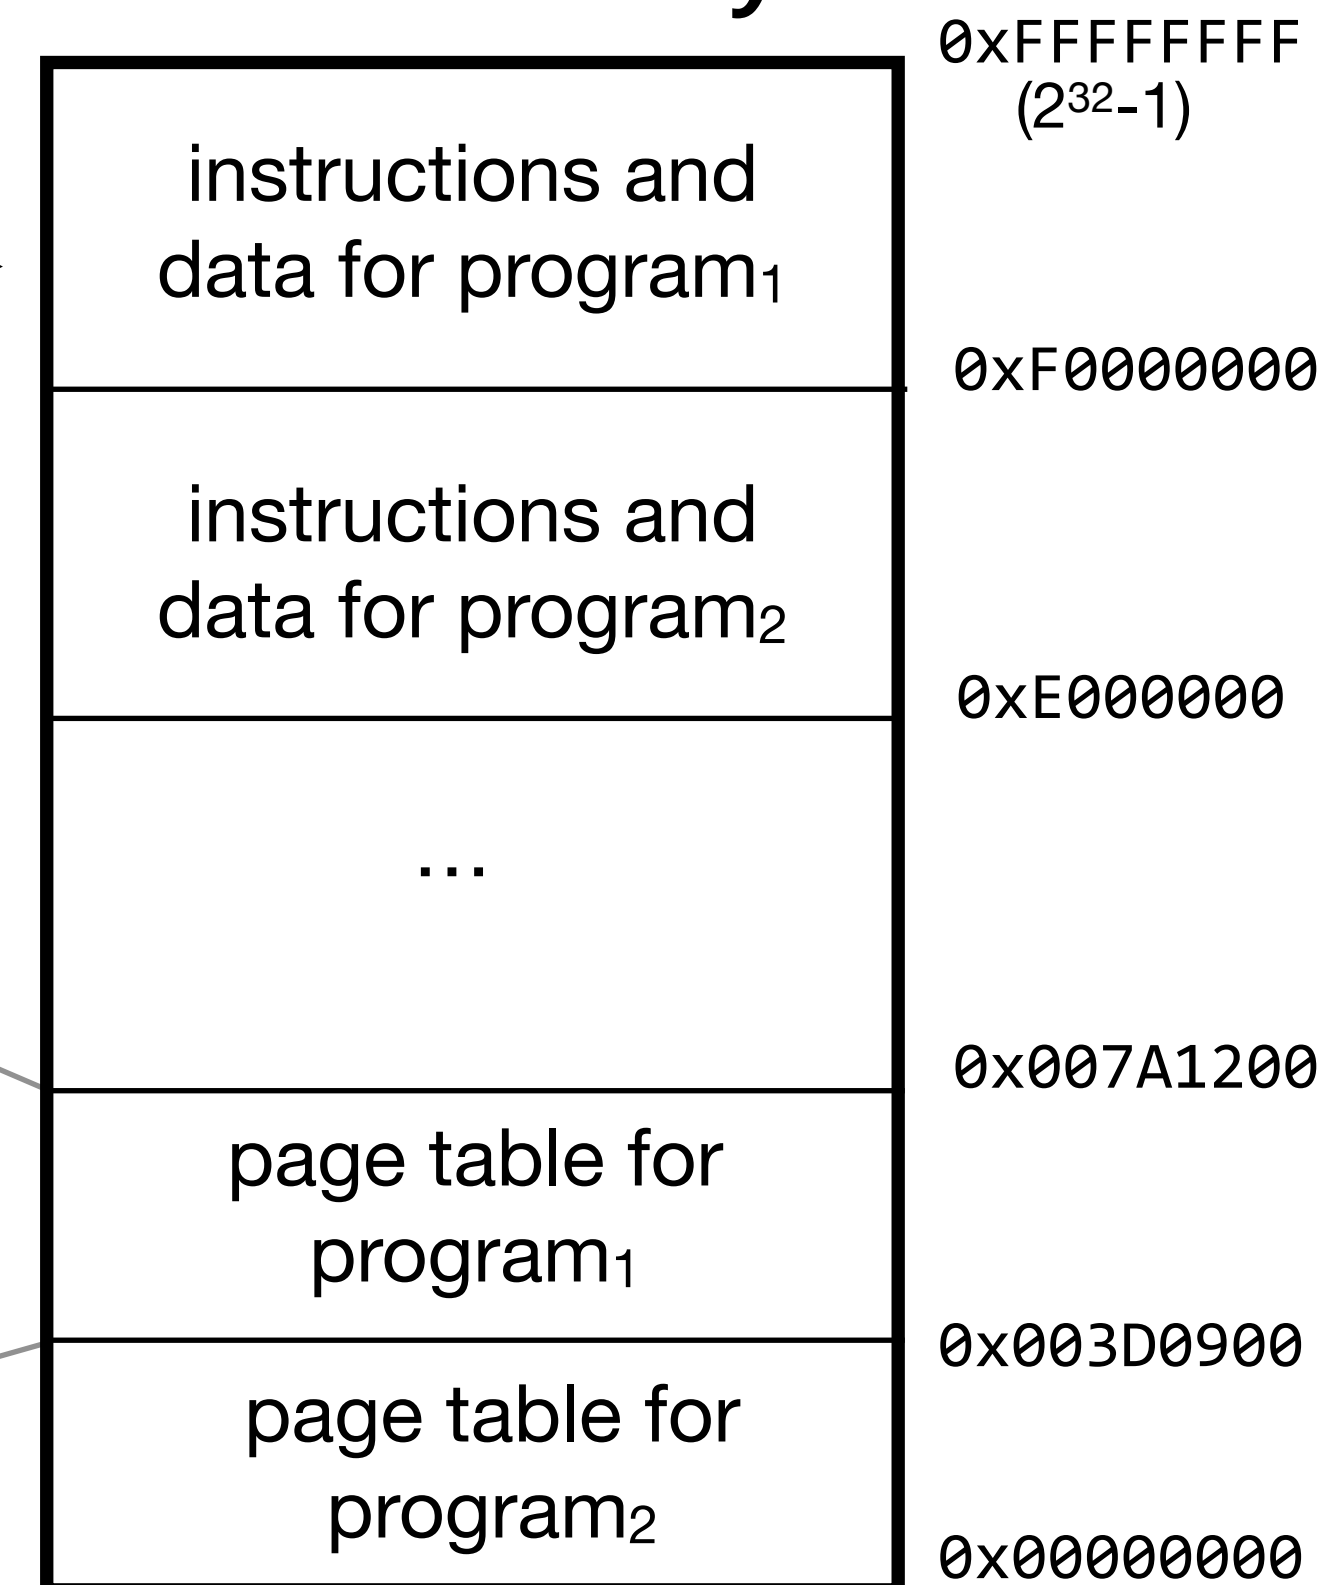 0xFFFFFFFF
(2³²-1)
instructions and
data for program₁
0xF0000000
instructions and
data for program₂
0xE000000
...
0x007A1200
page table for
program₁
0x003D0900
page table for
program₂
0x00000000